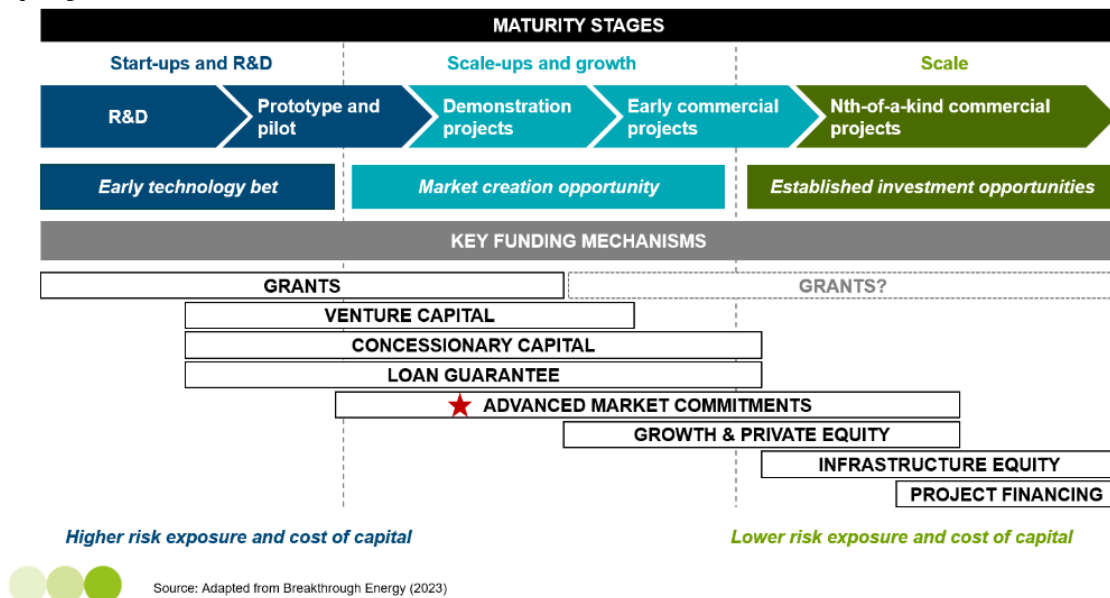 MATURITY STAGES
Start-ups and R&D
Scale-ups and growth
Scale
R&D
Prototype and
pilot
Demonstration
projects
Early commercial
projects
Nth-of-a-kind commercial
projects
Early technology bet
Market creation opportunity
Established investment opportunities
KEY FUNDING MECHANISMS
GRANTS
GRANTS?
VENTURE CAPITAL
CONCESSIONARY CAPITAL
LOAN GUARANTEE
ADVANCED MARKET COMMITMENTS
GROWTH & PRIVATE EQUITY
INFRASTRUCTURE EQUITY
PROJECT FINANCING
Higher risk exposure and cost of capital
Lower risk exposure and cost of capital
Source: Adapted from Breakthrough Energy (2023)